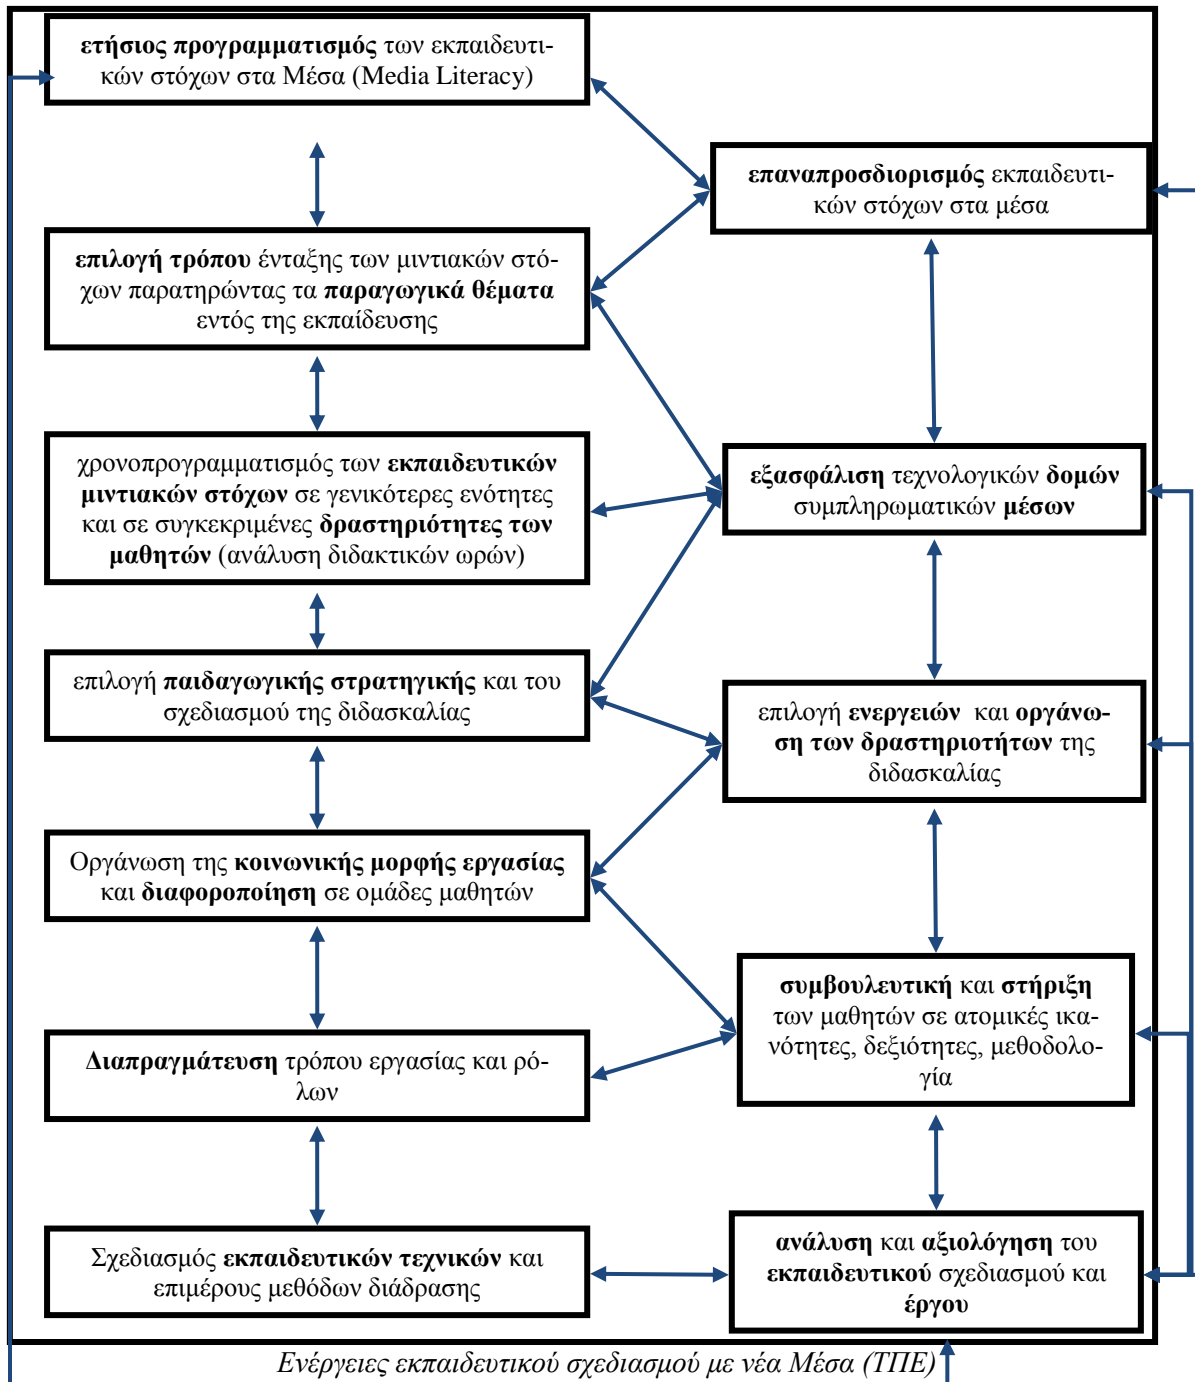 ετήσιος προγραμματισμός των εκπαιδευτι-
κών στόχων στα Μέσα (Media Literacy)
επαναπροσδιορισμός εκπαιδευτι-
κών στόχων στα μέσα
επιλογή τρόπου ένταξης των μιντιακών στό-
χων παρατηρώντας τα παραγωγικά θέματα
εντός της εκπαίδευσης
χρονοπρογραμματισμός των εκπαιδευτικών
μιντιακών στόχων σε γενικότερες ενότητες
και σε συγκεκριμένες δραστηριότητες των
μαθητών (ανάλυση διδακτικών ωρών)
εξασφάλιση τεχνολογικών δομών
συμπληρωματικών μέσων
επιλογή παιδαγωγικής στρατηγικής και του
σχεδιασμού της διδασκαλίας
επιλογή ενεργειών και οργάνω-
ση των δραστηριοτήτων της
διδασκαλίας
Οργάνωση της κοινωνικής μορφής εργασίας
και διαφοροποίηση σε ομάδες μαθητών
συμβουλευτική και στήριξη
των μαθητών σε ατομικές ικα-
νότητες, δεξιότητες, μεθοδολο-
γία
Διαπραγμάτευση τρόπου εργασίας και ρό-
λων
Σχεδιασμός εκπαιδευτικών τεχνικών και
επιμέρους μεθόδων διάδρασης
ανάλυση και αξιολόγηση του
εκπαιδευτικού σχεδιασμού και
έργου
Ενέργειες εκπαιδευτικού σχεδιασμού με νέα Μέσα (ΤΠΕ)